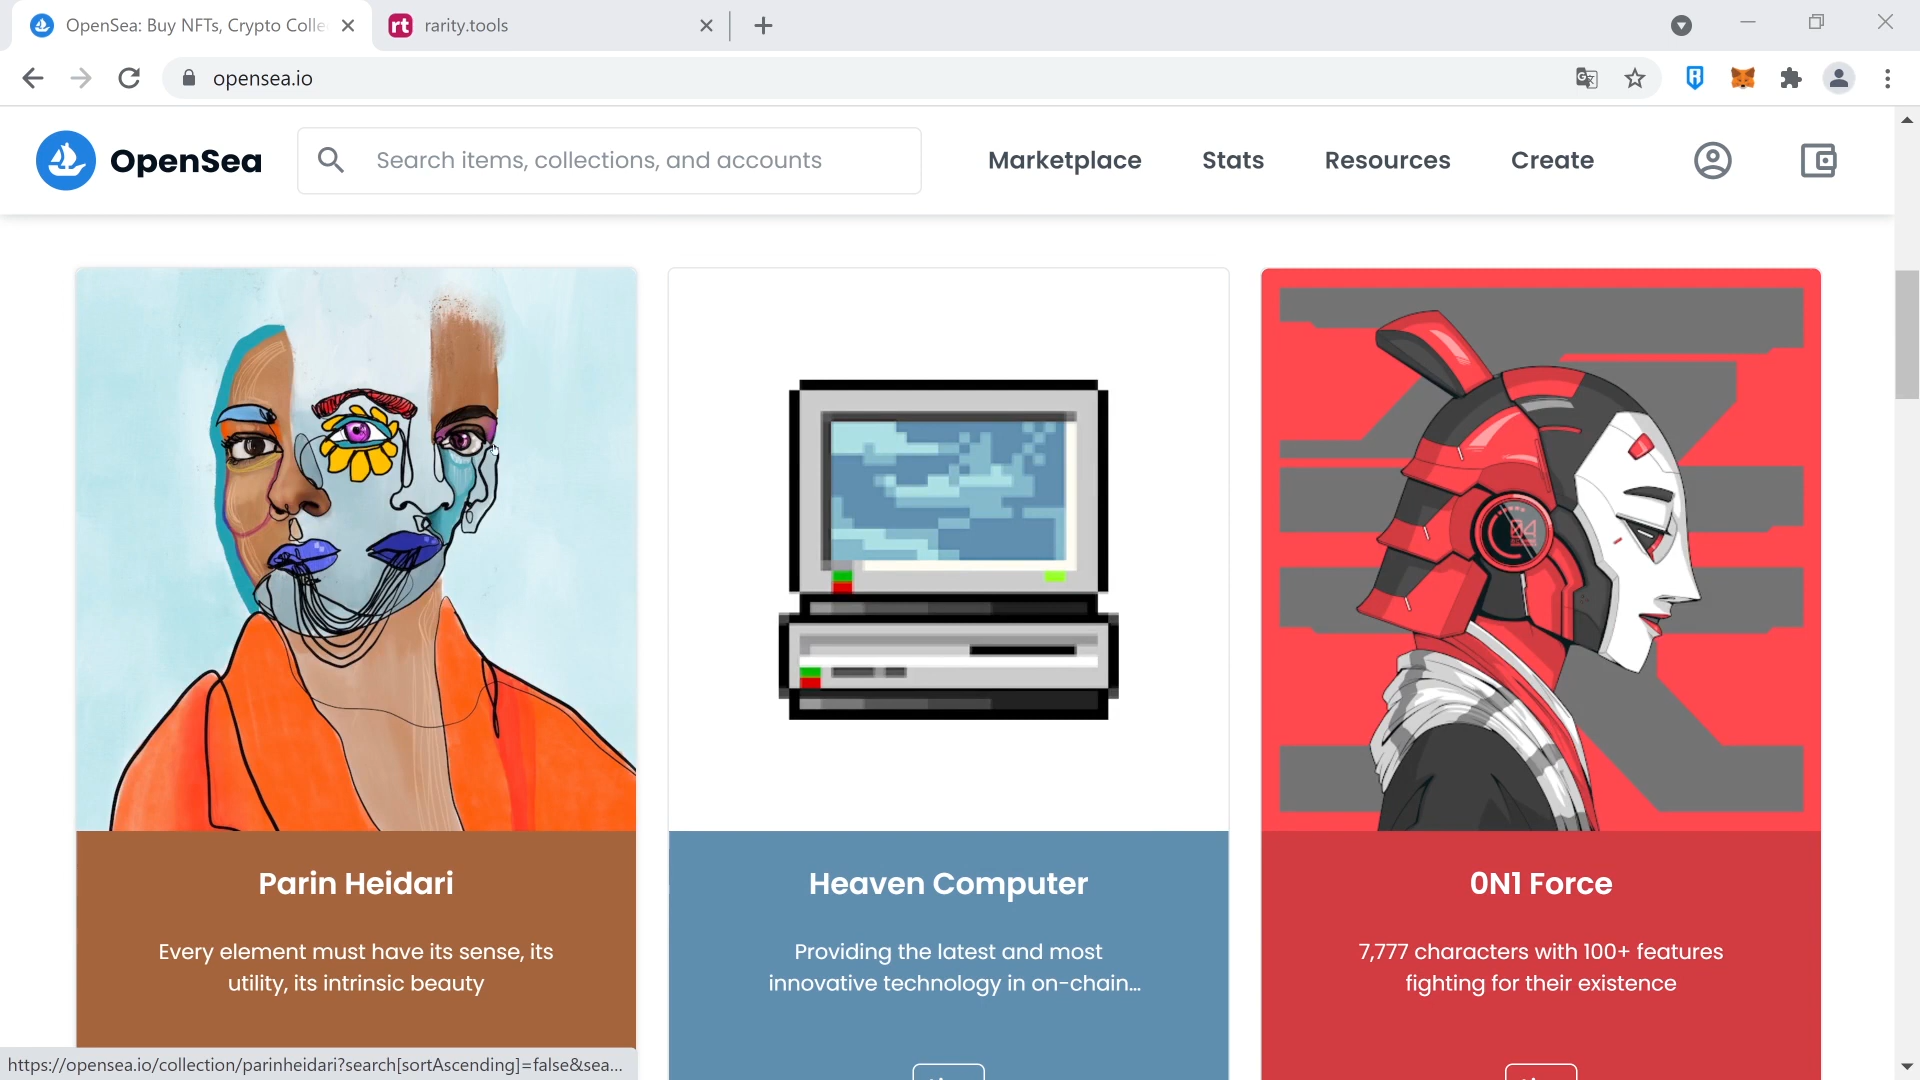 OpenSea: Buy NFTs, Crypto Colle
rarity.tools
opensea.io
OpenSea
Search items, collections, and accounts
Marketplace
Stats
Resources
Create
Parin Heidari
Every element must have its sense, its
utility, its intrinsic beauty
Heaven Computer
Providing the latest and most
innovative technology in on-chain...
0N1 Force
7,777 characters with 100+ features
fighting for their existence
https://opensea.io/collection/parinheidari?search[sortAscending]=false&sea...